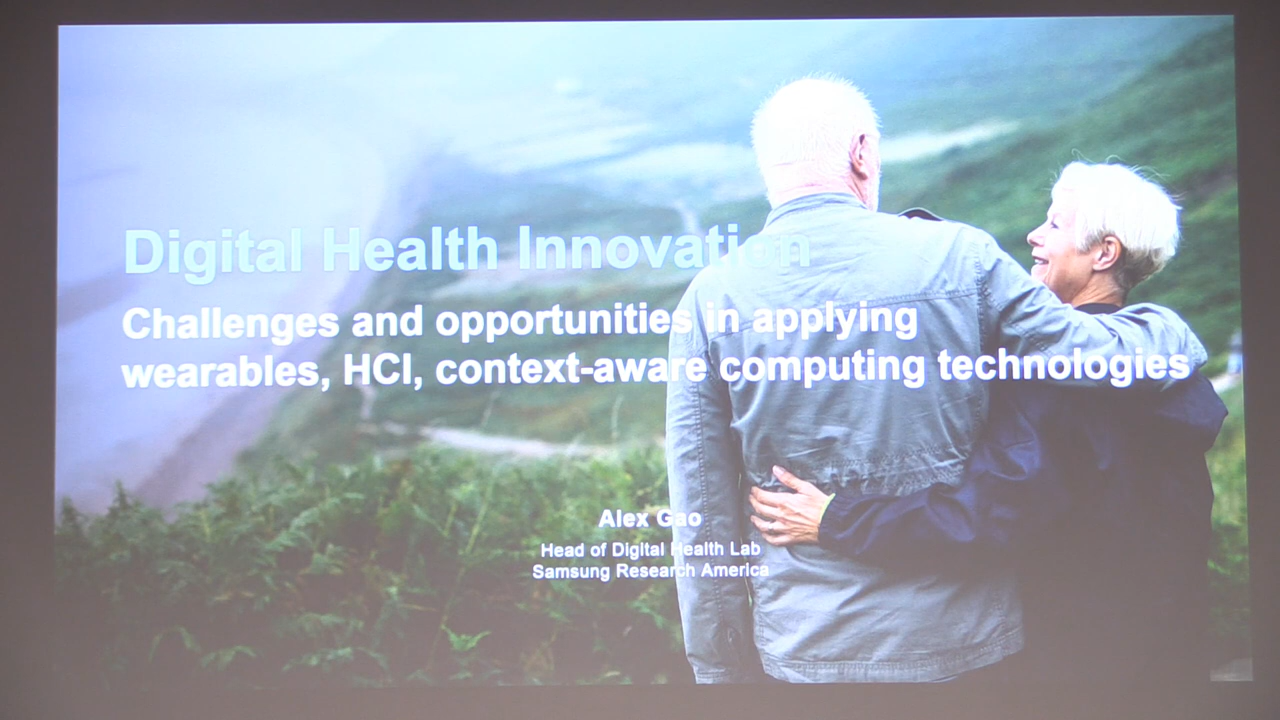 Digital Health Innovation
Challenges and opportunities in applying
wearables, HCI, context-aware computing technologies
Alex Gao
Head of Digital Health Lab
Samsung Research America